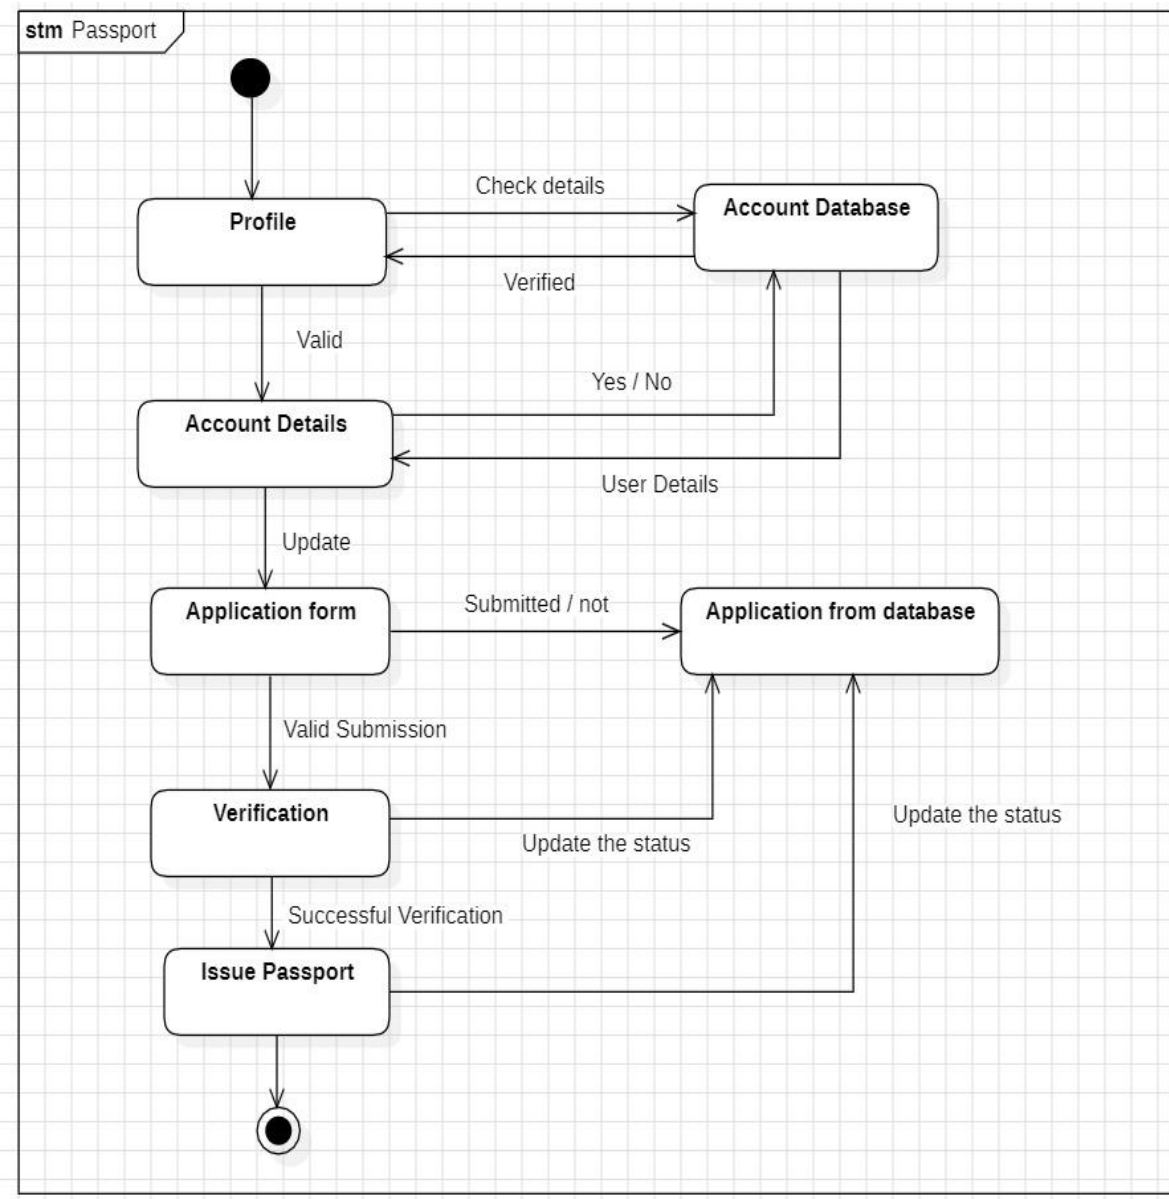 stm Passport
Check details
Account Database
Profile
Verified
Valid
Yes / No
Account Details
User Details
Update
Submitted / not
Application form
Application from database
Valid Submission
Verification
Update the status
Update the status
Successful Verification
Issue Passport